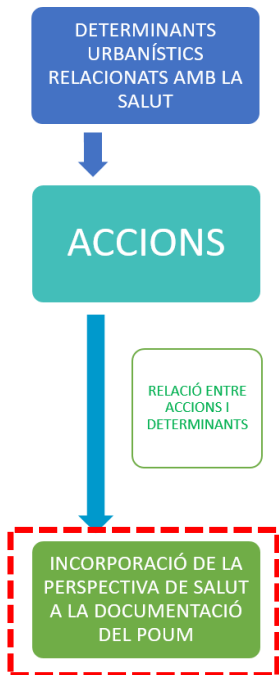 DETERMINANTS
URBANÍSTICS
RELACIONATS AMB LA
SALUT
ACCIONS
RELACIÓ ENTRE
ACCIONS I
DETERMINANTS
INCORPORACIÓ DE LA
PERSPECTIVA DE SALUT
A LA DOCUMENTACIÓ
DEL POUM